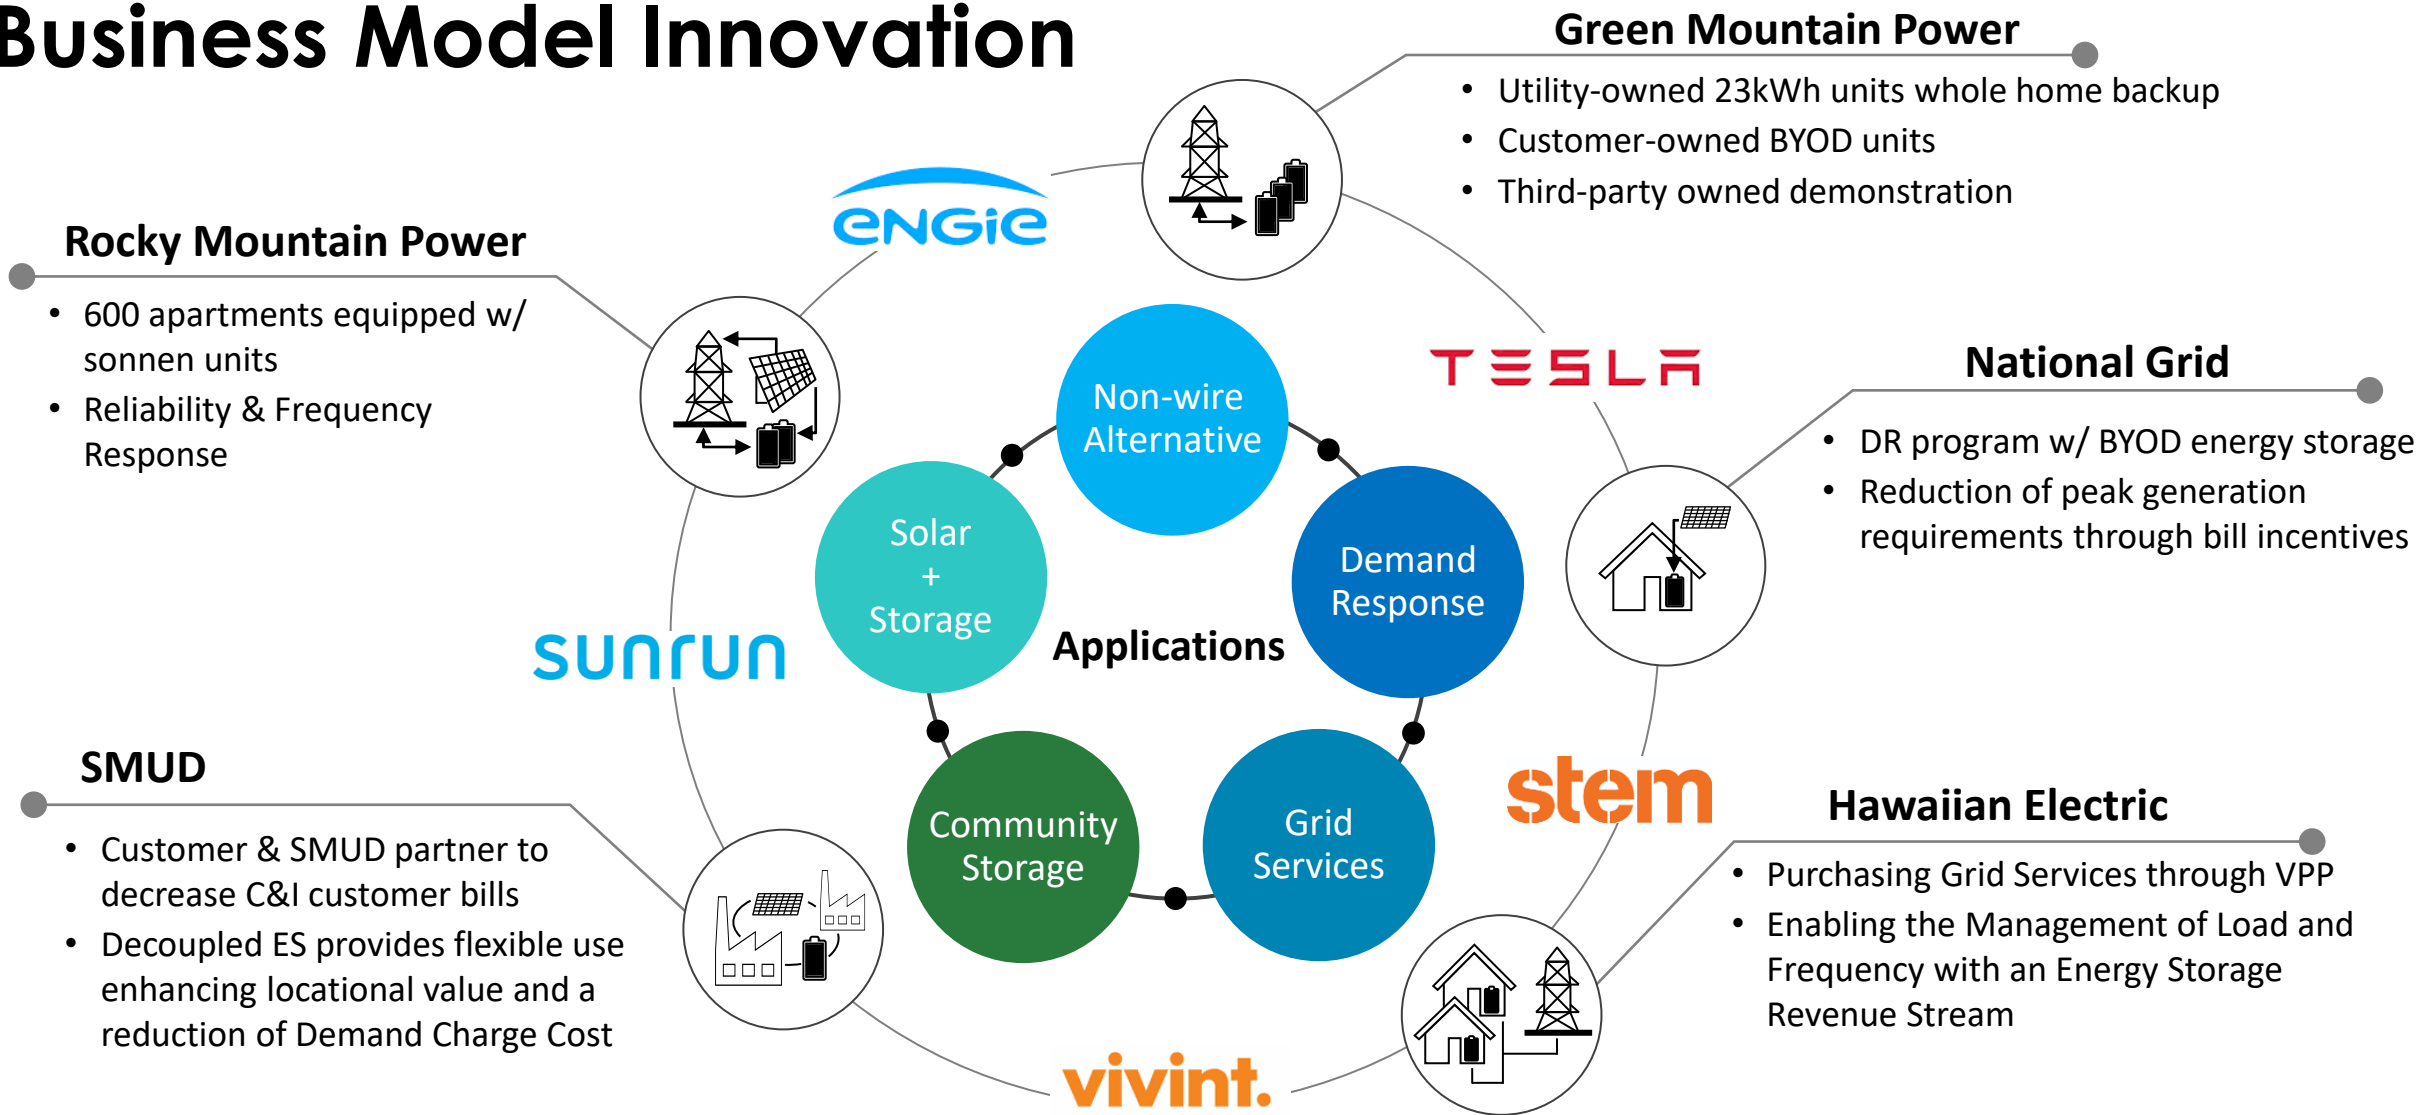 Business Model Innovation
Green Mountain Power
• Utility-owned 23kWh units whole home backup
• Customer-owned BYOD units
• Third-party owned demonstration
ENGIE
Rocky Mountain Power
• 600 apartments equipped w/
sonnen units
• Reliability & Frequency
Response
TESLA
National Grid
• DR program w/ BYOD energy storage
• Reduction of peak generation
requirements through bill incentives
Non-wire
Alternative
Solar
+
Storage
Demand
Response
Applications
sunrun
Community
Storage
Grid
Services
SMUD
• Customer & SMUD partner to
decrease C&I customer bills
• Decoupled ES provides flexible use
enhancing locational value and a
reduction of Demand Charge Cost
stem
Hawaiian Electric
• Purchasing Grid Services through VPP
• Enabling the Management of Load and
Frequency with an Energy Storage
Revenue Stream
vivint.